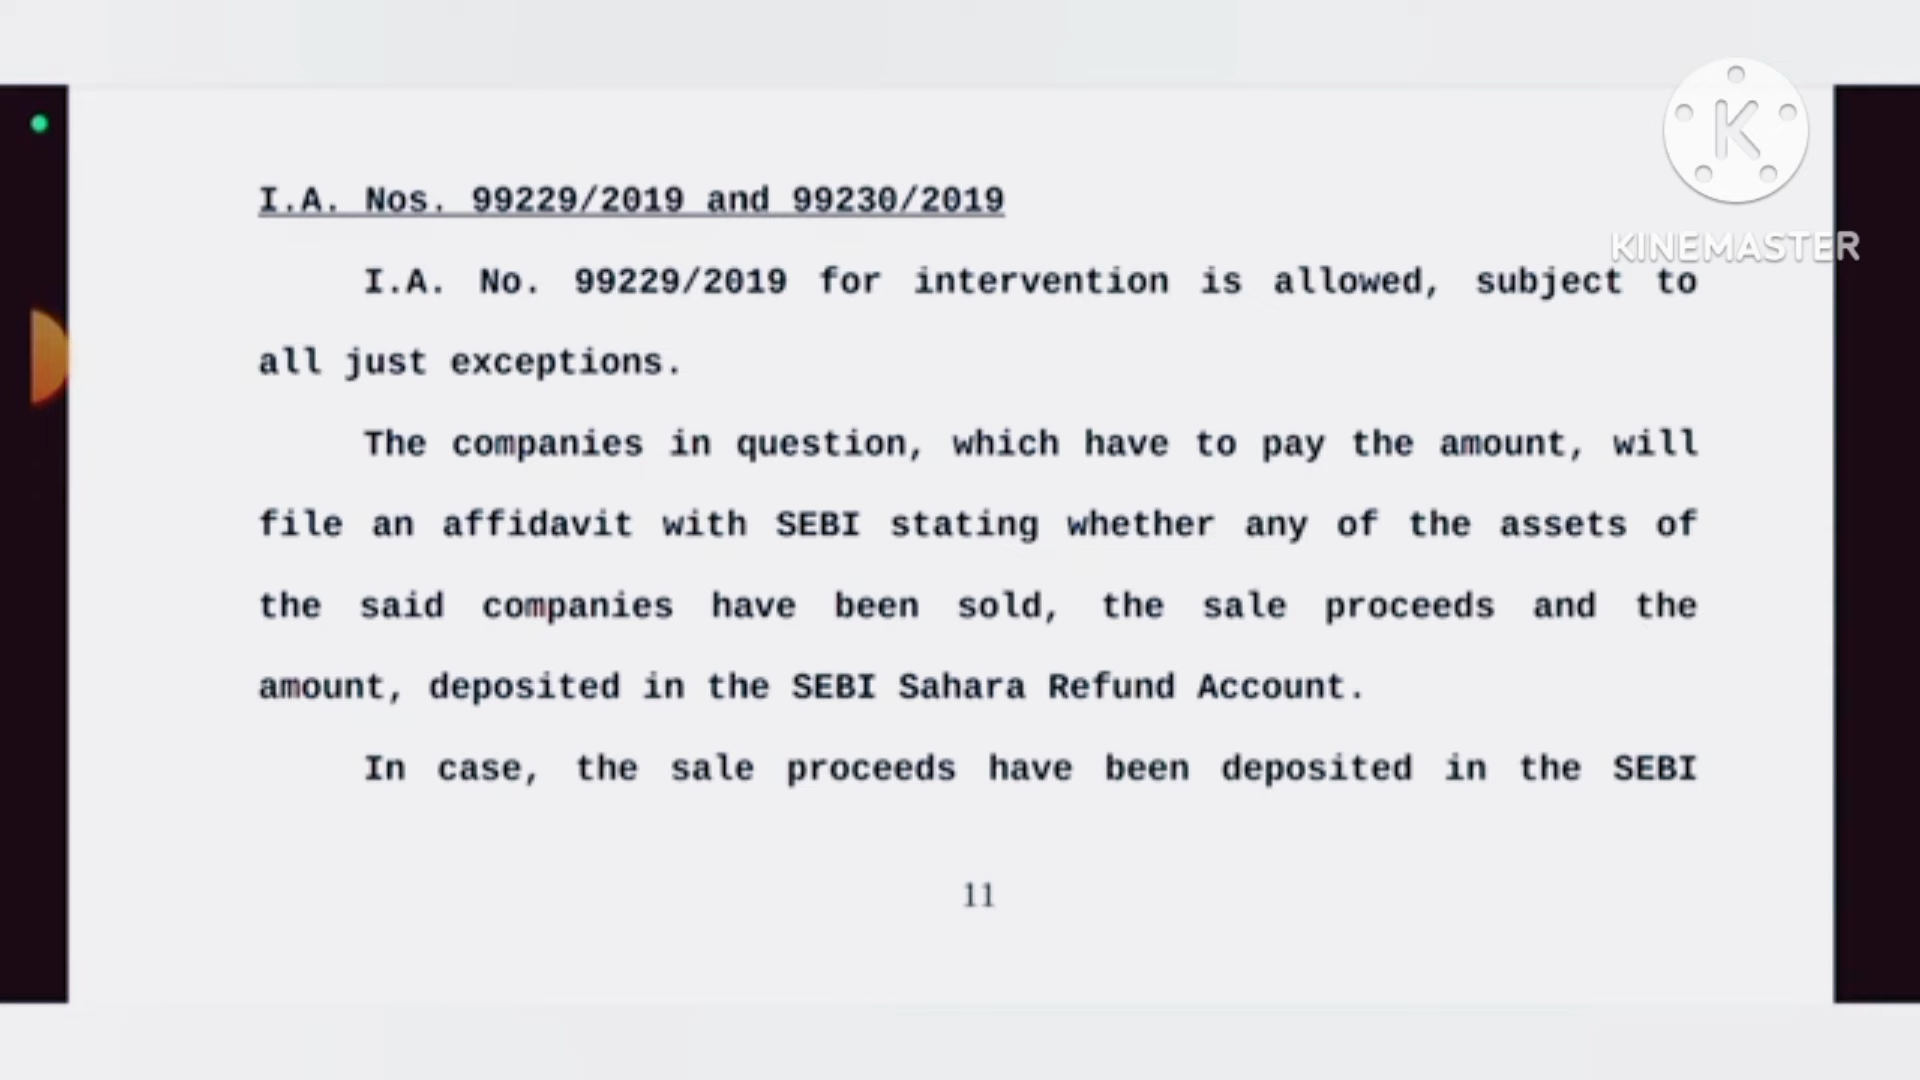 I.A. Nos. 99229/2019 and 99230/2019
I.A. No. 99229/2019 for intervention is allowed, subject to
all just exceptions.
The companies in question, which have to pay the amount, will
file an affidavit with SEBI stating whether any of the assets of
the said companies have been sold, the sale proceeds and the
amount, deposited in the SEBI Sahara Refund Account.
In case, the sale proceeds have been deposited in the SEBI
11
K
KINEMASTER